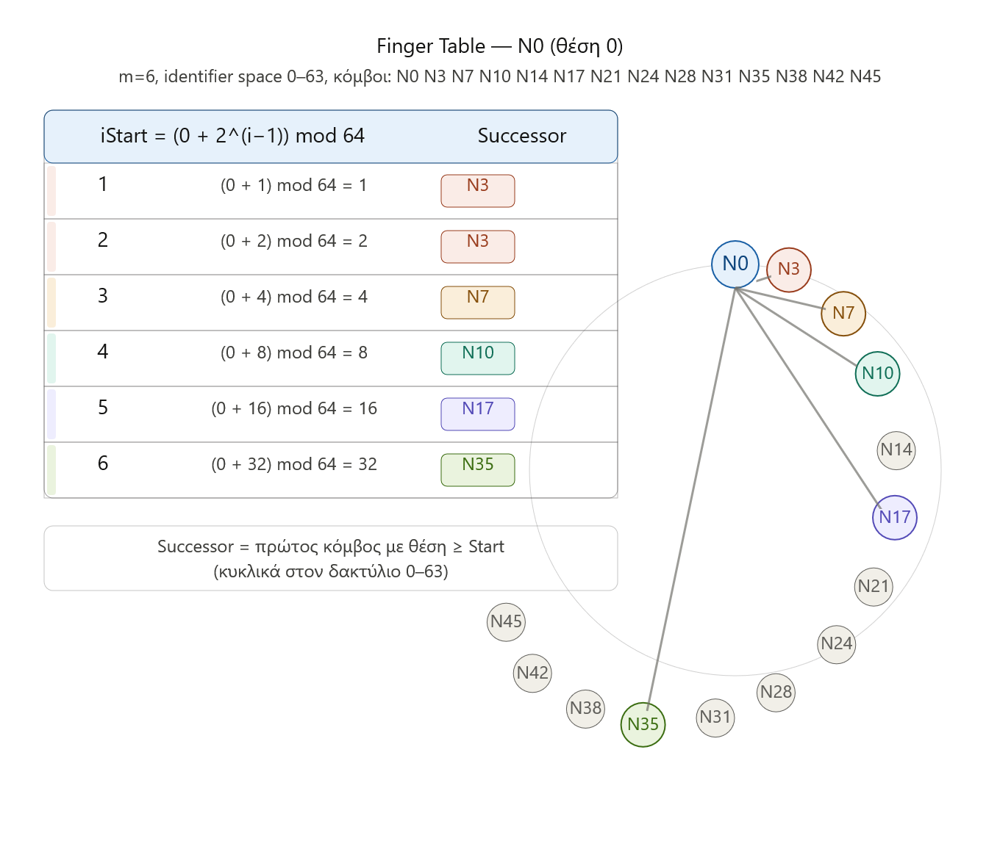 Finger Table — N0 (θέση 0)
m=6, identifier space 0–63, κόμβοι: N0 N3 N7 N10 N14 N17 N21 N24 N28 N31 N35 N38 N42 N45
iStart = (0 + 2^(i−1)) mod 64 Successor
1 (0 + 1) mod 64 = 1 N3
2 (0 + 2) mod 64 = 2 N3
3 (0 + 4) mod 64 = 4 N7
4 (0 + 8) mod 64 = 8 N10
5 (0 + 16) mod 64 = 16 N17
6 (0 + 32) mod 64 = 32 N35
Successor = πρώτος κόμβος με θέση ≥ Start
(κυκλικά στον δακτύλιο 0–63)
N0
N3
N7
N10
N14
N17
N21
N24
N28
N31
N35
N38
N42
N45